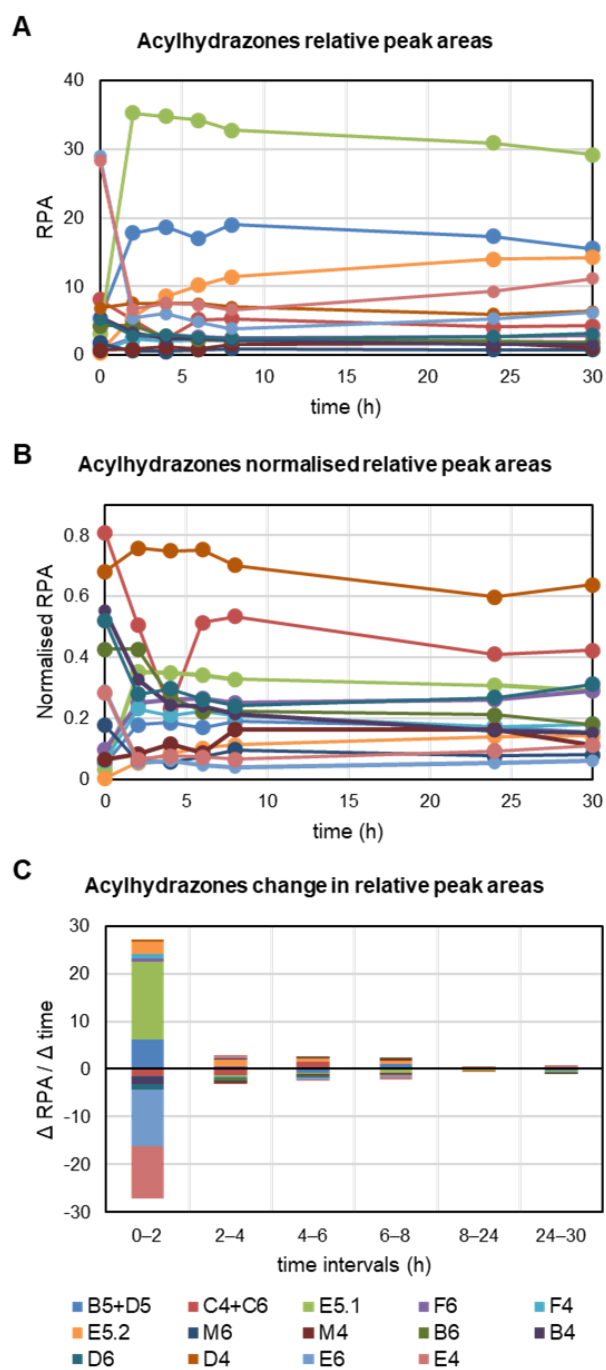 A
Acylhydrazones relative peak areas
40
30
20
10
0
RPA
0 5 10 15 20 25 30
time (h)
B
Acylhydrazones normalised relative peak areas
0.8
0.6
0.4
0.2
0
Normalised RPA
0 5 10 15 20 25 30
time (h)
C
Acylhydrazones change in relative peak areas
30
20
10
0
-10
-20
-30
Δ RPA / Δ time
0–2 2–4 4–6 6–8 8–24 24–30
time intervals (h)
B5+D5 C4+C6 E5.1 F6 F4
E5.2 M6 M4 B6 B4
D6 D4 E6 E4